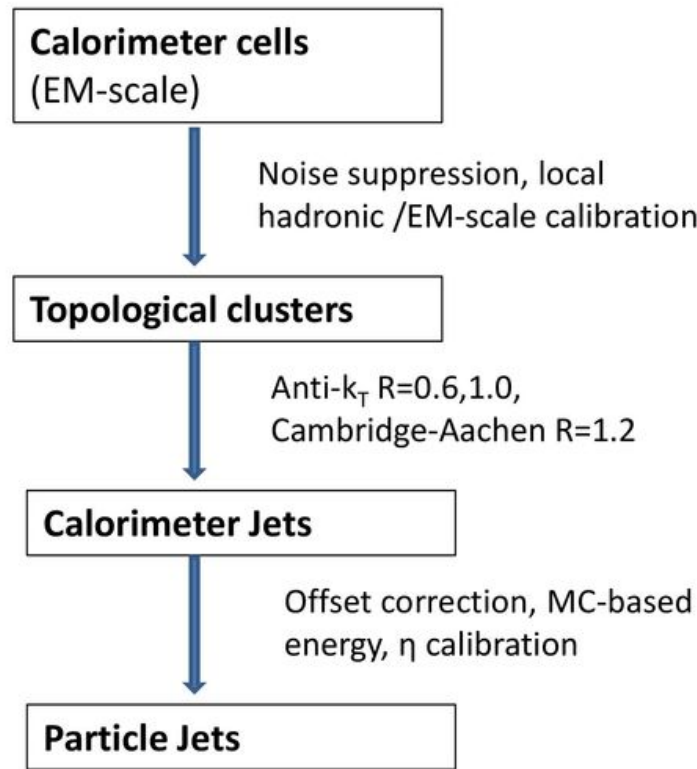 Calorimeter cells
(EM-scale)
Noise suppression, local
hadronic /EM-scale calibration
Topological clusters
Anti-kT R=0.6,1.0,
Cambridge-Aachen R=1.2
Calorimeter Jets
Offset correction, MC-based
energy, η calibration
Particle Jets